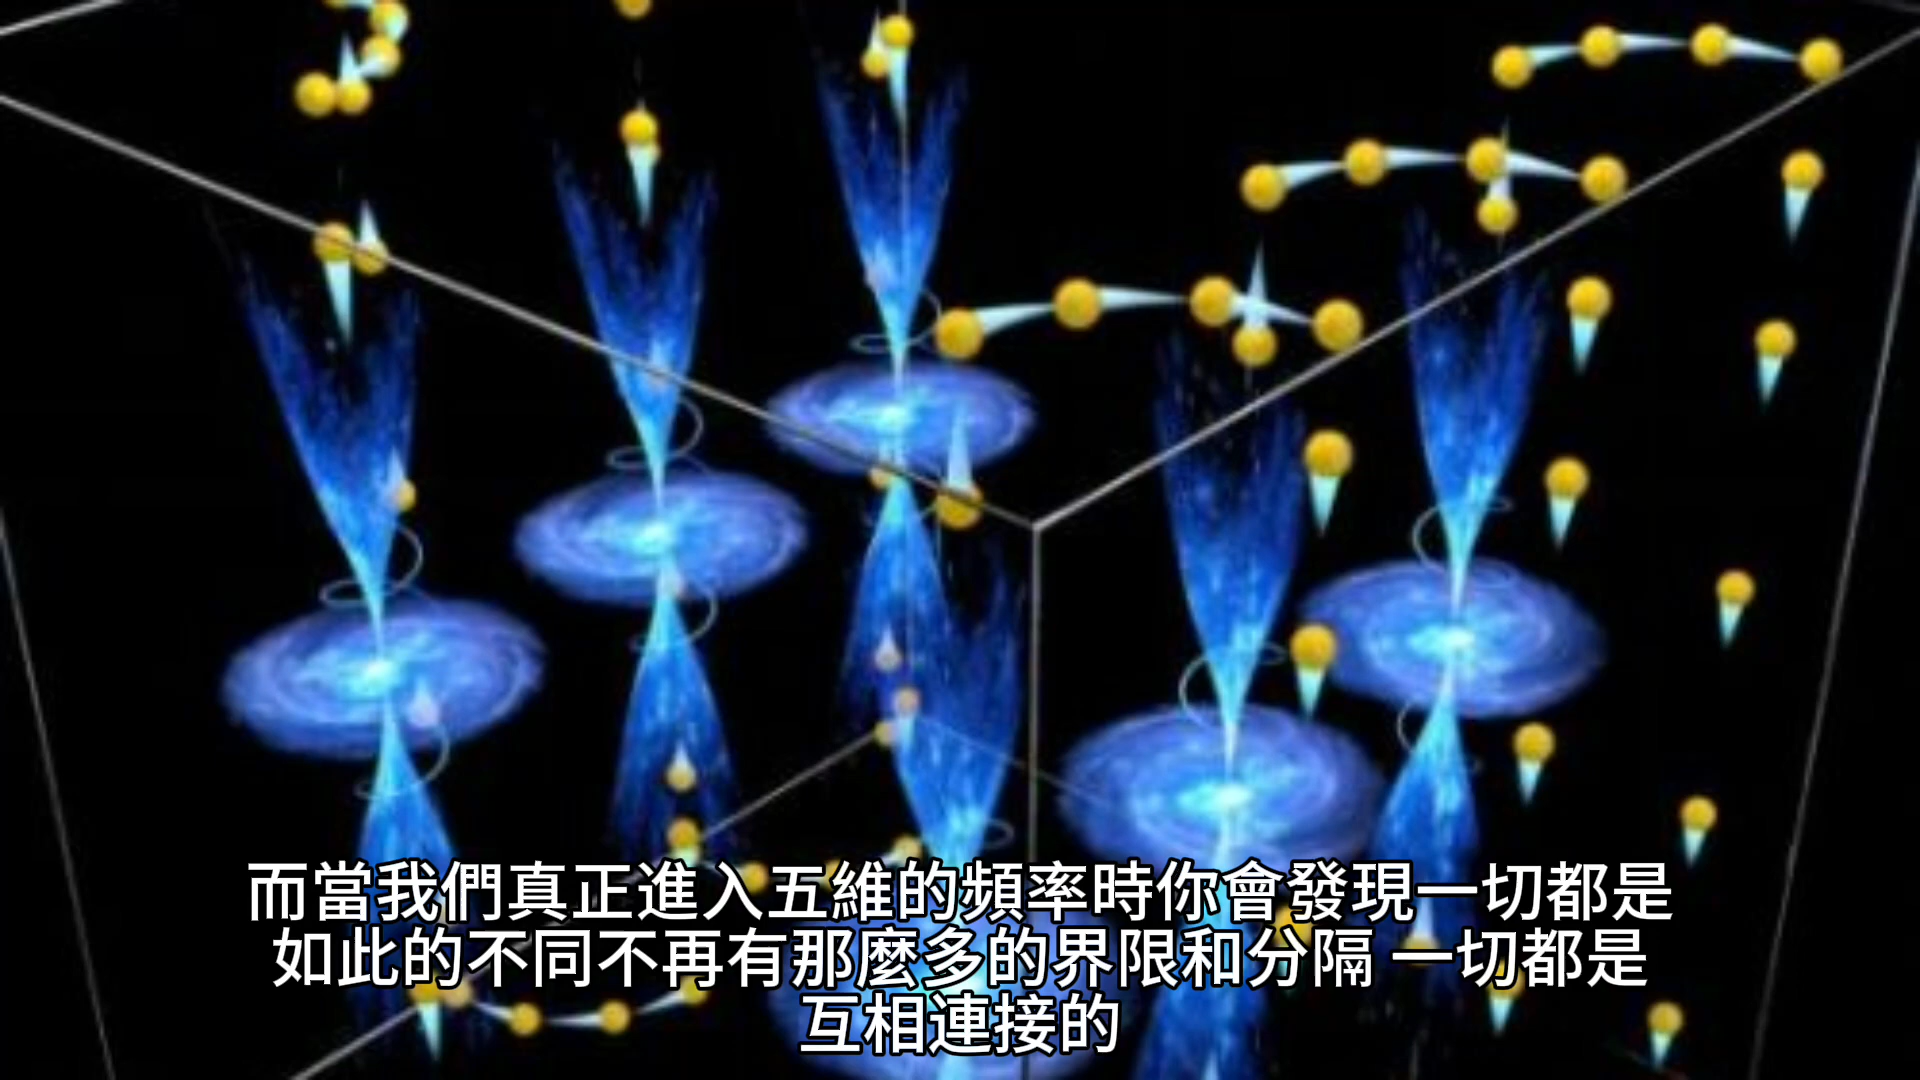 而當我們真正進入五維的頻率時你會發現一切都是
如此的不同不再有那麼多的界限和分隔 一切都是
互相連接的